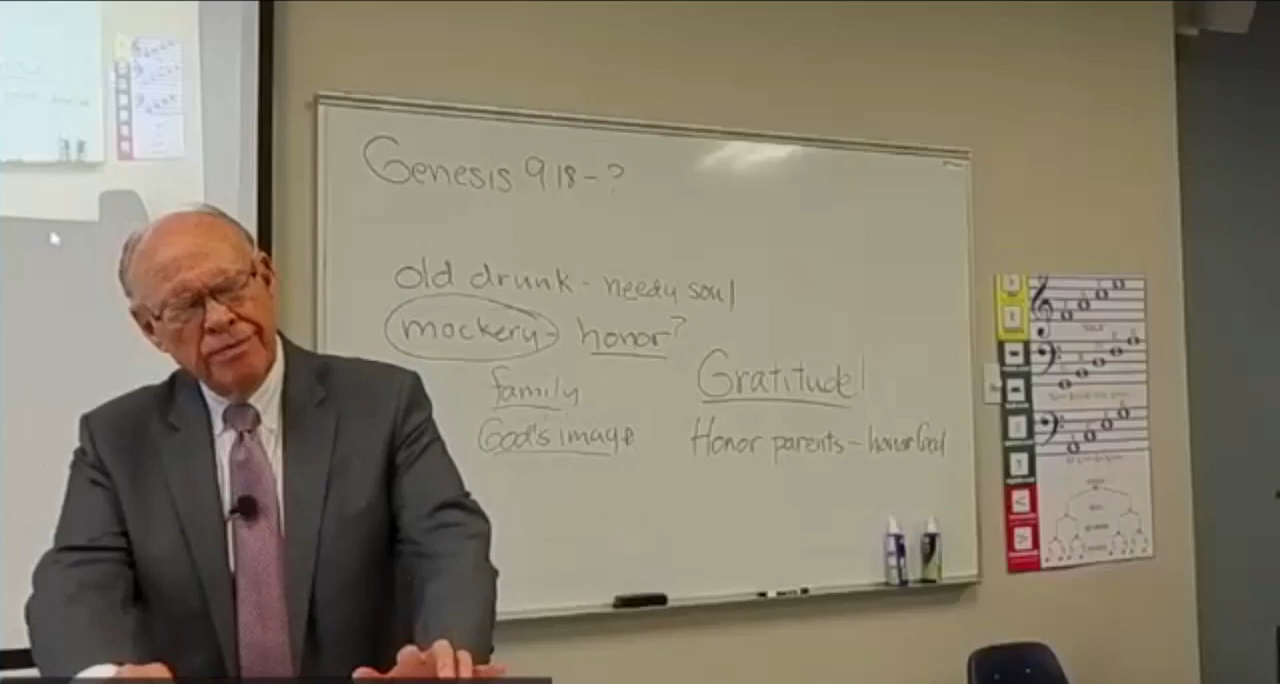 Genesis 9 18-?
old drunk - needy soul
mockery - honor?
family
Gratitude!
God's image
Honor parents - honor God